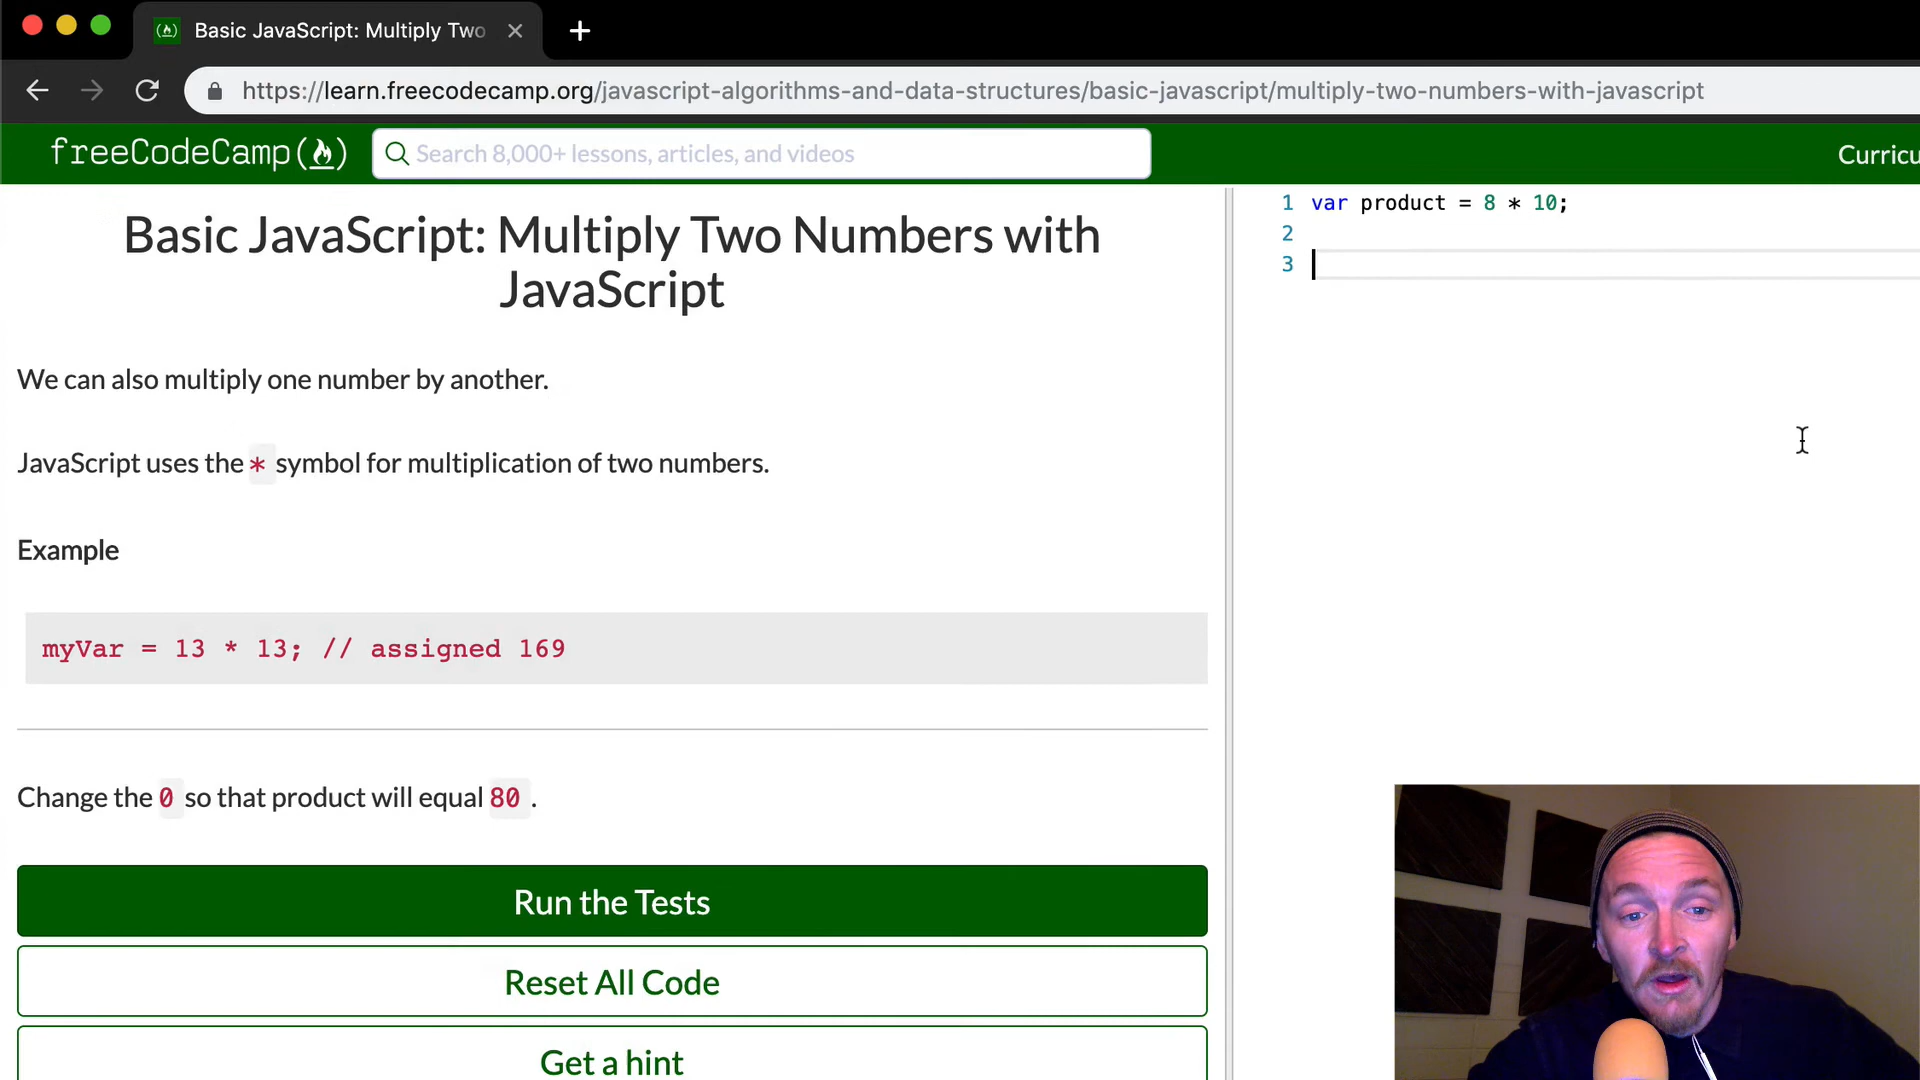 Basic JavaScript: Multiply Two
https://learn.freecodecamp.org/javascript-algorithms-and-data-structures/basic-javascript/multiply-two-numbers-with-javascript
freeCodeCamp
Search 8,000+ lessons, articles, and videos
Curricu
Basic JavaScript: Multiply Two Numbers with
JavaScript
We can also multiply one number by another.
JavaScript uses the * symbol for multiplication of two numbers.
Example
myVar = 13 * 13; // assigned 169
Change the 0 so that product will equal 80 .
Run the Tests
Reset All Code
Get a hint
1 var product = 8 * 10;
2
3